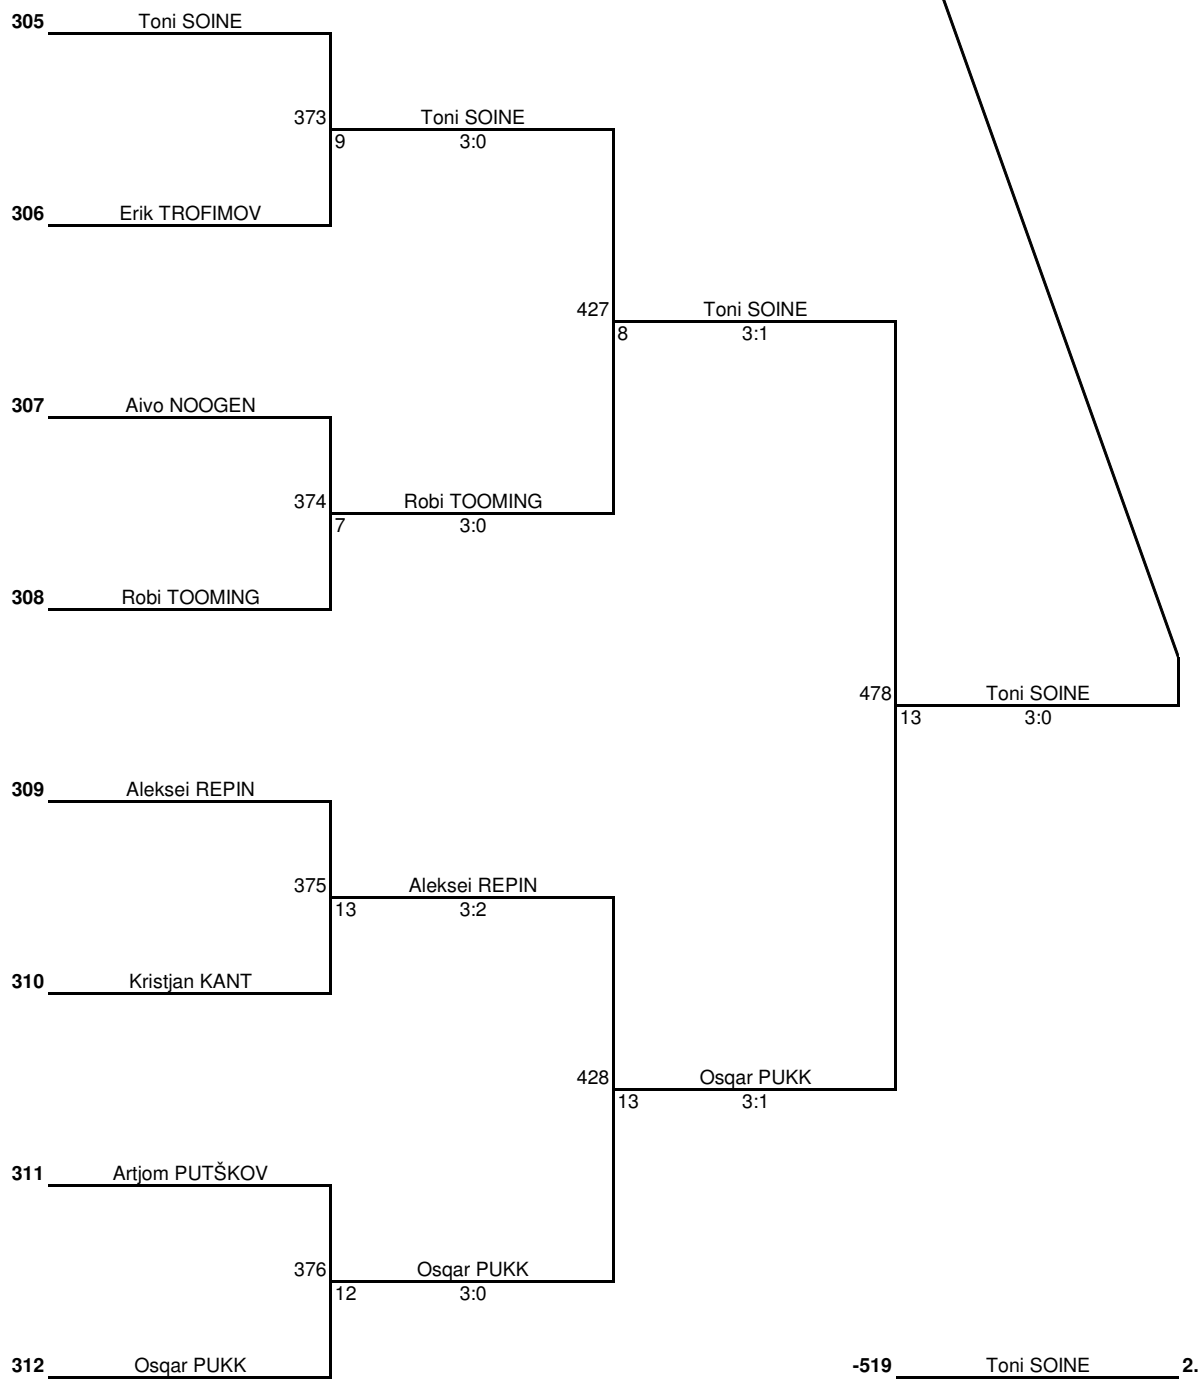 305 Toni SOINE
373 Toni SOINE
9 3:0
306 Erik TROFIMOV
427 Toni SOINE
8 3:1
307 Aivo NOOGEN
374 Robi TOOMING
7 3:0
308 Robi TOOMING
478 Toni SOINE
13 3:0
309 Aleksei REPIN
375 Aleksei REPIN
13 3:2
310 Kristjan KANT
428 Osqar PUKK
13 3:1
311 Artjom PUTŠKOV
376 Osqar PUKK
12 3:0
312 Osqar PUKK
-519 Toni SOINE 2.